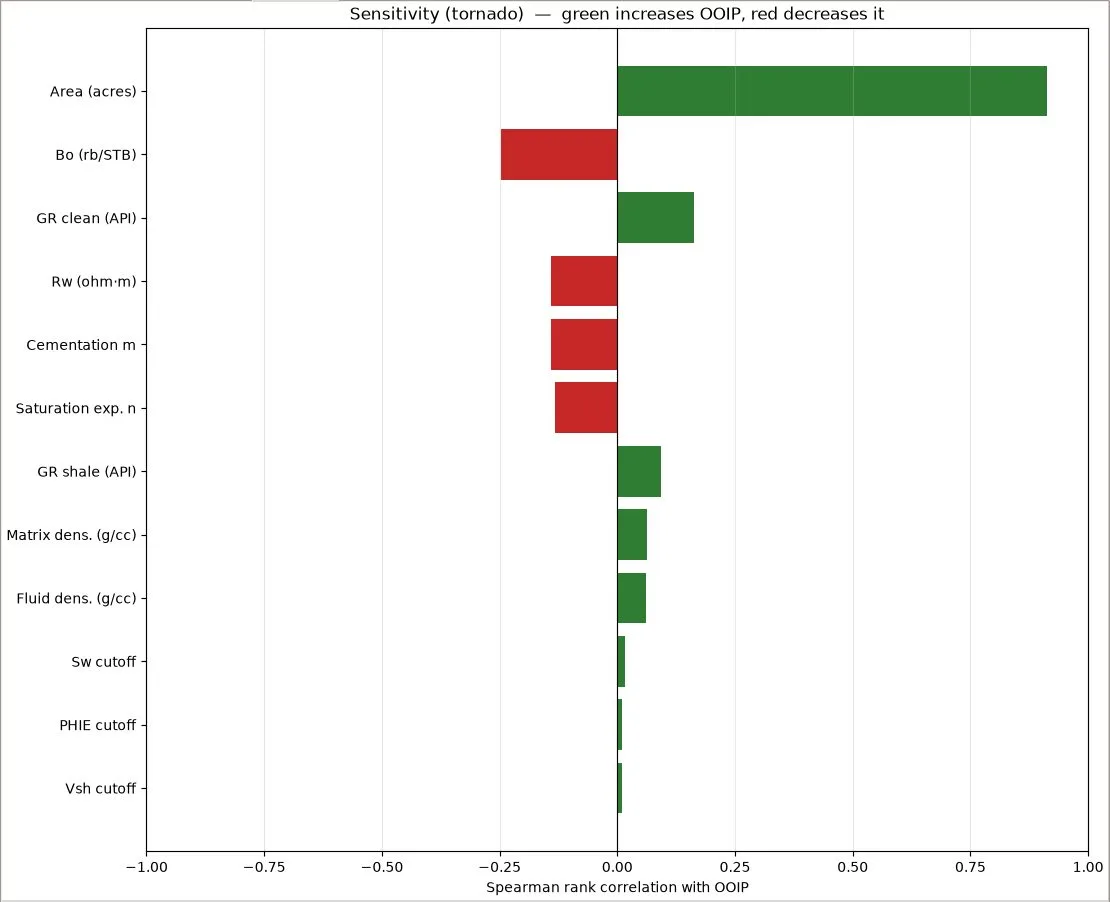 Sensitivity (tornado) — green increases OOIP, red decreases it
Area (acres)
Bo (rb/STB)
GR clean (API)
Rw (ohm·m)
Cementation m
Saturation exp. n
GR shale (API)
Matrix dens. (g/cc)
Fluid dens. (g/cc)
Sw cutoff
PHIE cutoff
Vsh cutoff
−1.00 −0.75 −0.50 −0.25 0.00 0.25 0.50 0.75 1.00
Spearman rank correlation with OOIP